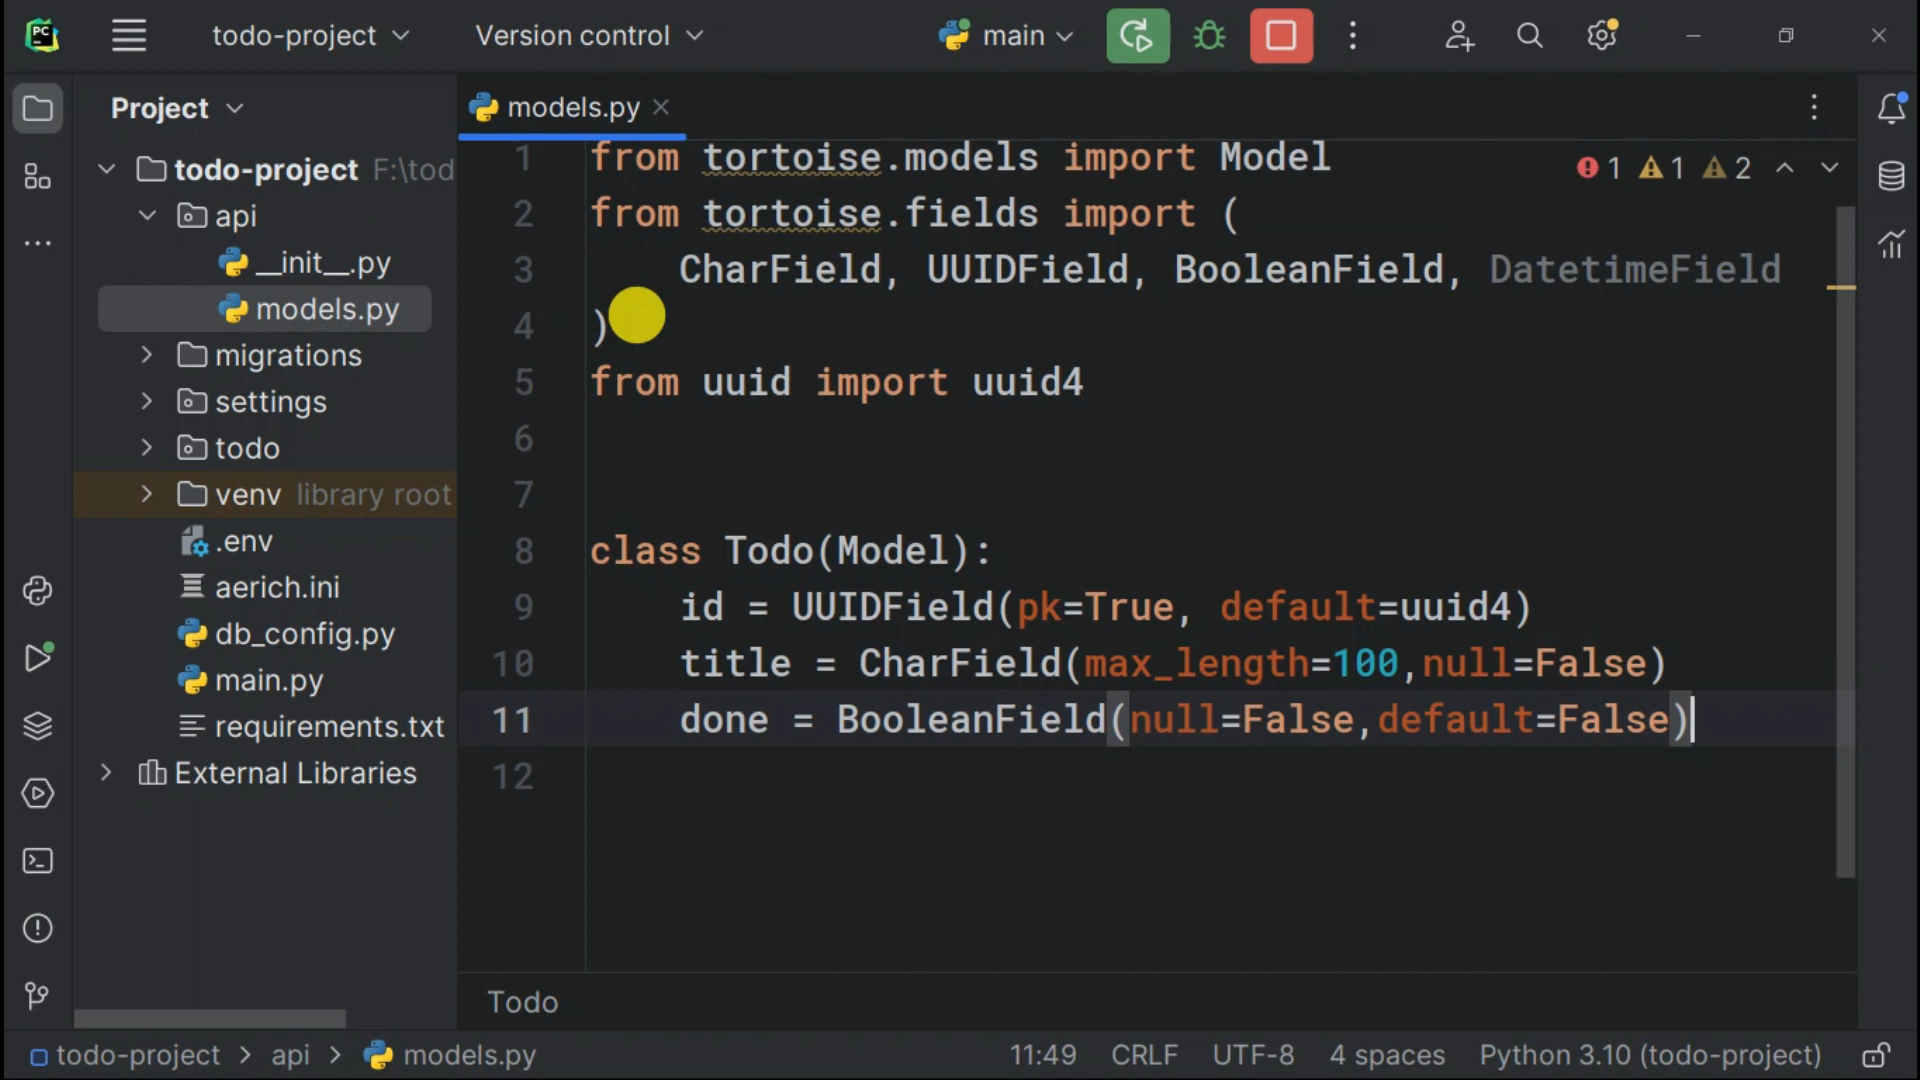 PC
todo-project
Version control
main
Project
models.py
todo-project F:\tod
api
__init__.py
models.py
migrations
settings
todo
venv library root
.env
aerich.ini
db_config.py
main.py
requirements.txt
External Libraries
1 1 2
1 from tortoise.models import Model
2 from tortoise.fields import (
3 CharField, UUIDField, BooleanField, DatetimeField
4 )
5 from uuid import uuid4
6
7
8 class Todo(Model):
9 id = UUIDField(pk=True, default=uuid4)
10 title = CharField(max_length=100,null=False)
11 done = BooleanField(null=False,default=False)
12
Todo
todo-project > api > models.py
11:49 CRLF UTF-8 4 spaces Python 3.10 (todo-project)